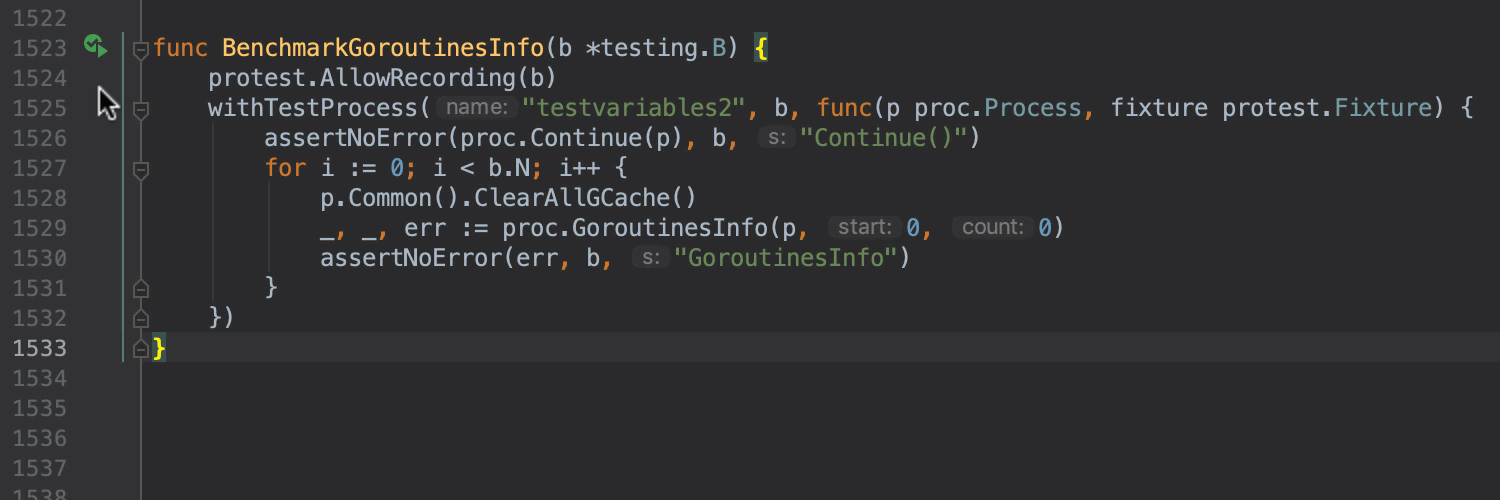 1522
1523 func BenchmarkGoroutinesInfo(b *testing.B) {
1524 protest.AllowRecording(b)
1525 withTestProcess( name: "testvariables2", b, func(p proc.Process, fixture protest.Fixture) {
1526 assertNoError(proc.Continue(p), b, s: "Continue()")
1527 for i := 0; i < b.N; i++ {
1528 p.Common().ClearAllGCache()
1529 _, _, err := proc.GoroutinesInfo(p, start: 0, count: 0)
1530 assertNoError(err, b, s: "GoroutinesInfo")
1531 }
1532 })
1533 }
1534
1535
1536
1537
1538